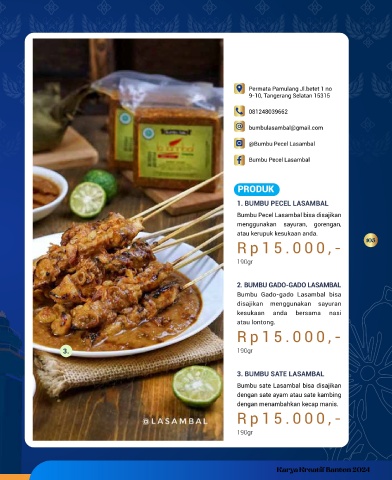 Permata Pamulang Jl.betet 1 no
9-10, Tangerang Selatan 15315
081248039662
bumbulasambal@gmail.com
@Bumbu Pecel Lasambal
Bumbu Pecel Lasambal
PRODUK
1. BUMBU PECEL LASAMBAL
Bumbu Pecel Lasambal bisa disajikan
menggunakan sayuran, gorengan,
atau kerupuk kesukaan anda.
Rp15.000,-
190gr
2. BUMBU GADO-GADO LASAMBAL
Bumbu Gado-gado Lasambal bisa
disajikan menggunakan sayuran
kesukaan anda bersama nasi
atau lontong.
Rp15.000,-
190gr
3. BUMBU SATE LASAMBAL
Bumbu sate Lasambal bisa disajikan
dengan sate ayam atau sate kambing
dengan menambahkan kecap manis.
Rp15.000,-
190gr
3.
@LASAMBAL
Karya Kreatif Banten 2024